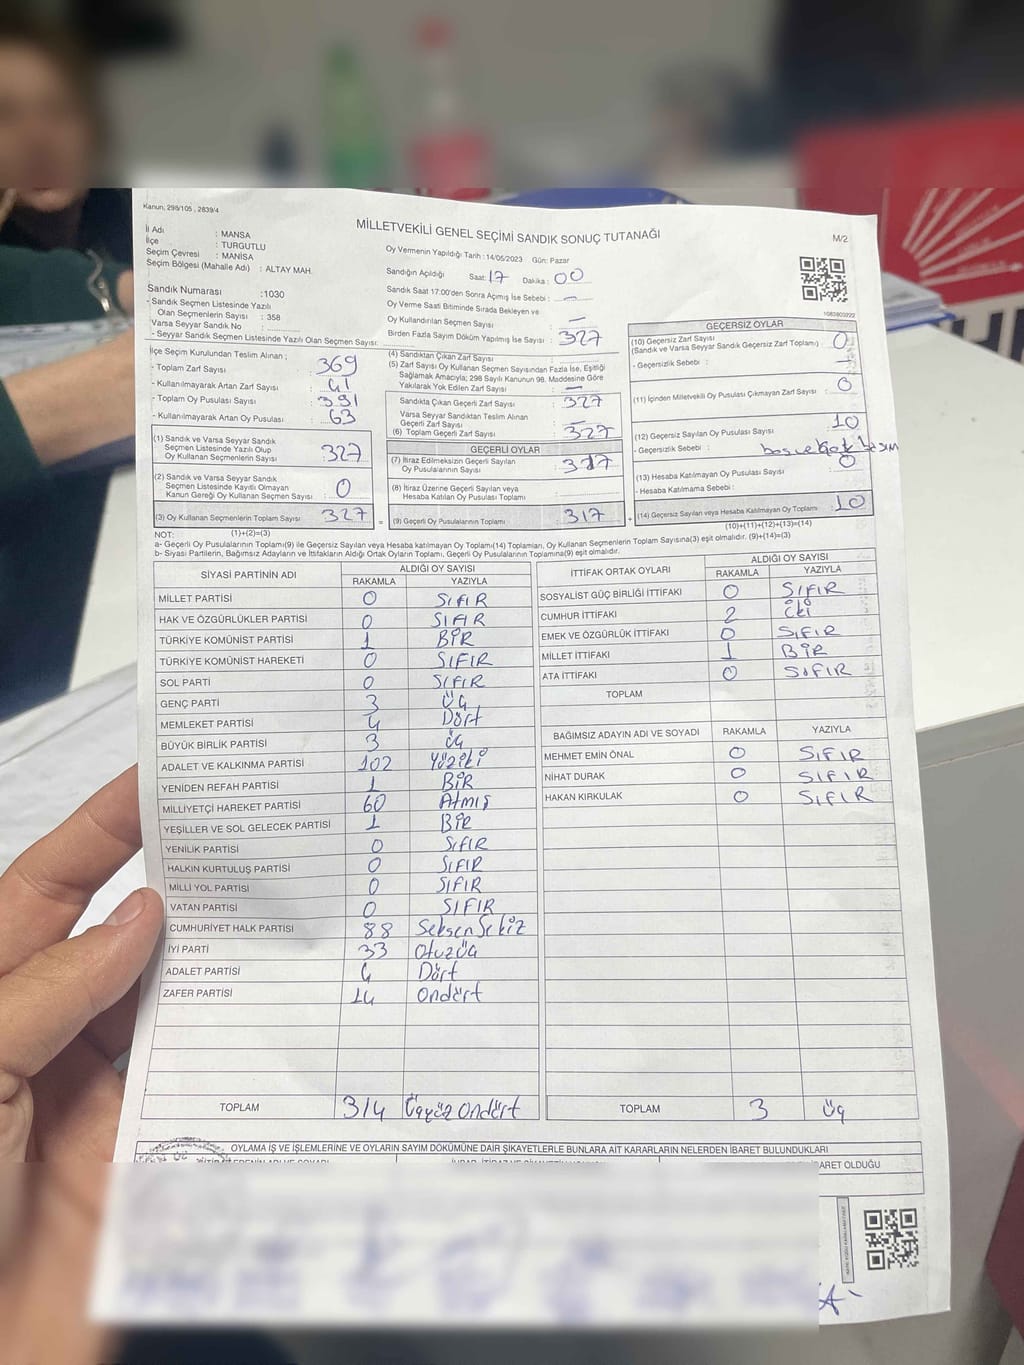 Kanun, 298/105 , 2839/4
MİLLETVEKİLİ GENEL SEÇİMİ SANDIK SONUÇ TUTANAĞI
M/2
İl Adı : MANSA
İlçe : TURGUTLU
Seçim Çevresi : MANİSA
Seçim Bölgesi (Mahalle Adı) : ALTAY MAH.
Oy Vermenin Yapıldığı Tarih : 14/05/2023 Gün: Pazar
Sandığın Açıldığı Saat: 17 Dakika: 00
Sandık Saat 17.00'den Sonra Açımış İse Sebebi : —
Oy Verme Saati Bitiminde Sırada Bekleyen ve
Oy Kullandırılan Seçmen Sayısı : —
Birden Fazla Sayım Döküm Yapılmış İse Sayısı : 327
Sandık Numarası :1030
- Sandık Seçmen Listesinde Yazılı
Olan Seçmenlerin Sayısı : 358
Varsa Seyyar Sandık No :
- Seyyar Sandık Seçmen Listesinde Yazılı Olan Seçmen Sayısı:
İlçe Seçim Kurulundan Teslim Alınan ;
- Toplam Zarf Sayısı : 369
- Kullanılmayarak Artan Zarf Sayısı : 41
- Toplam Oy Pusulası Sayısı : 391
- Kullanılmayarak Artan Oy Pusulası : 63
(1) Sandık ve Varsa Seyyar Sandık
Seçmen Listesinde Yazılı Olup
Oy Kullanan Seçmenlerin Sayısı : 327
(2) Sandık ve Varsa Seyyar Sandık
Seçmen Listesinde Kayıtlı Olmayan
Kanun Gereği Oy Kullanan Seçmen Sayısı : 0
(3) Oy Kullanan Seçmenlerin Toplam Sayısı : 327
(1)+(2)=(3)
(4) Sandıktan Çıkan Zarf Sayısı :
(5) Zarf Sayısı Oy Kullanan Seçmen Sayısından Fazla İse, Eşitliği
Sağlamak Amacıyla; 298 Sayılı Kanunun 98. Maddesine Göre
Yakılarak Yok Edilen Zarf Sayısı : —
Sandıkta Çıkan Geçerli Zarf Sayısı : 327
Varsa Seyyar Sandıktan Teslim Alınan
Geçerli Zarf Sayısı : —
(6) Toplam Geçerli Zarf Sayısı : 327
GEÇERLİ OYLAR
(7) İtiraz Edilmeksizin Geçerli Sayılan
Oy Pusulalarının Sayısı : 317
(8) İtiraz Üzerine Geçerli Sayılan veya
Hesaba Katılan Oy Pusulası Toplamı :
= (9) Geçerli Oy Pusulalarının Toplamı : 317
1083803222
GEÇERSİZ OYLAR
(10) Geçersiz Zarf Sayısı : 0
(Sandık ve Varsa Seyyar Sandık Geçersiz Zarf Toplamı)
- Geçersizlik Sebebi : —
(11) İçinden Milletvekili Oy Pusulası Çıkmayan Zarf Sayısı : 0
(12) Geçersiz Sayılan Oy Pusulası Sayısı : 10
- Geçersizlik Sebebi :
(13) Hesaba Katılmayan Oy Pusulası Sayısı : 0
- Hesaba Katılmama Sebebi :
+ (14) Geçersiz Sayılan veya Hesaba Katılmayan Oy Toplamı : 10
(10)+(11)+(12)+(13)=(14)
NOT:
a- Geçerli Oy Pusulalarının Toplamı(9) ile Geçersiz Sayılan veya Hesaba katılmayan Oy Toplamı(14) Toplamları, Oy Kullanan Seçmenlerin Toplam Sayısına(3) eşit olmalıdır. (9)+(14)=(3)
b- Siyasi Partilerin, Bağımsız Adayların ve İttifakların Aldığı Ortak Oyların Toplamı, Geçerli Oy Pusulalarının Toplamına(9) eşit olmalıdır.
SİYASİ PARTİNİN ADI ALDIĞI OY SAYISI
RAKAMLA YAZIYLA
MİLLET PARTİSİ 0 SIFIR
HAK VE ÖZGÜRLÜKLER PARTİSİ 0 SIFIR
TÜRKİYE KOMÜNİST PARTİSİ 1 BİR
TÜRKİYE KOMÜNİST HAREKETİ 0 SIFIR
SOL PARTİ 0 SIFIR
GENÇ PARTİ 3 Üç
MEMLEKET PARTİSİ 4 Dört
BÜYÜK BİRLİK PARTİSİ 3 Üç
ADALET VE KALKINMA PARTİSİ 102 Yüziki
YENİDEN REFAH PARTİSİ 1 BİR
MİLLİYETÇİ HAREKET PARTİSİ 60 Atmış
YEŞİLLER VE SOL GELECEK PARTİSİ 1 BİR
YENİLİK PARTİSİ 0 SIFIR
HALKIN KURTULUŞ PARTİSİ 0 SIFIR
MİLLİ YOL PARTİSİ 0 SIFIR
VATAN PARTİSİ 0 SIFIR
CUMHURİYET HALK PARTİSİ 88 Seksen Sekiz
İYİ PARTİ 33 Otuzüç
ADALET PARTİSİ 4 Dört
ZAFER PARTİSİ 14 Ondört
TOPLAM 314 Üçyüz Ondört
İTTİFAK ORTAK OYLARI ALDIĞI OY SAYISI
RAKAMLA YAZIYLA
SOSYALİST GÜÇ BİRLİĞİ İTTİFAKI 0 SIFIR
CUMHUR İTTİFAKI 2 iki
EMEK VE ÖZGÜRLÜK İTTİFAKI 0 SIFIR
MİLLET İTTİFAKI 1 BİR
ATA İTTİFAKI 0 SIFIR
TOPLAM
BAĞIMSIZ ADAYIN ADI VE SOYADI RAKAMLA YAZIYLA
MEHMET EMİN ÖNAL 0 SIFIR
NİHAT DURAK 0 SIFIR
HAKAN KIRKULAK 0 SIFIR
TOPLAM 3 Üç
OYLAMA İŞ VE İŞLEMLERİNE VE OYLARIN SAYIM DÖKÜMÜNE DAİR ŞİKAYETLERLE BUNLARA AİT KARARLARIN NELERDEN İBARET BULUNDUKLARI
OLDUĞU